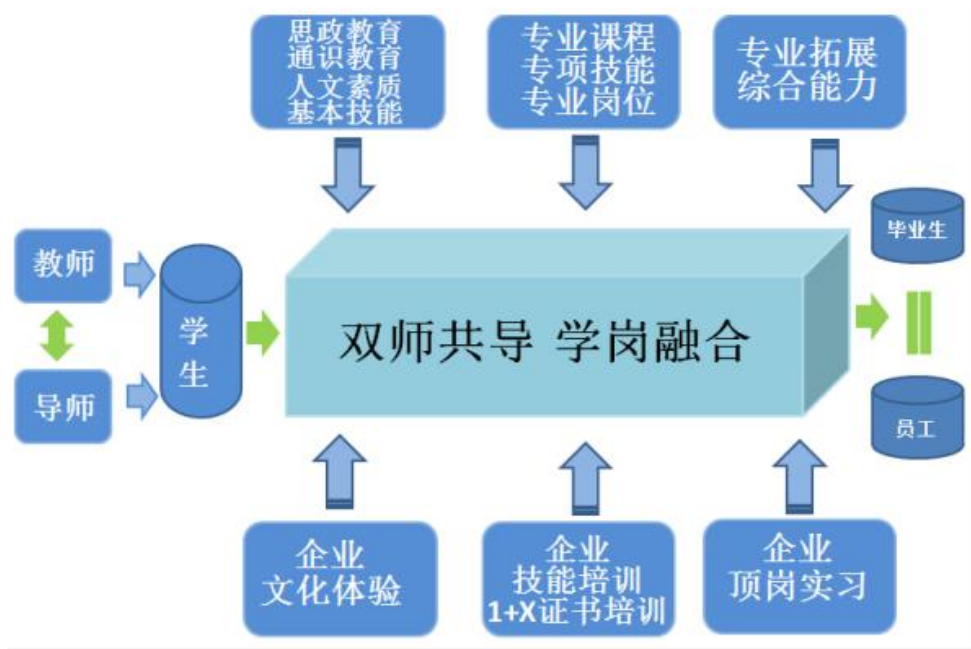 思政教育
通识教育
人文素质
基本技能
专业课程
专项技能
专业岗位
专业拓展
综合能力
教师
导师
学
生
双师共导 学岗融合
毕业生
员工
企业
文化体验
企业
技能培训
1+X证书培训
企业
顶岗实习